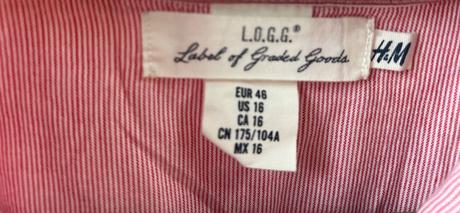 L.O.G.G.®
Label of Graded Goods
H&M
EUR 46
US 16
CA 16
CN 175/104A
MX 16